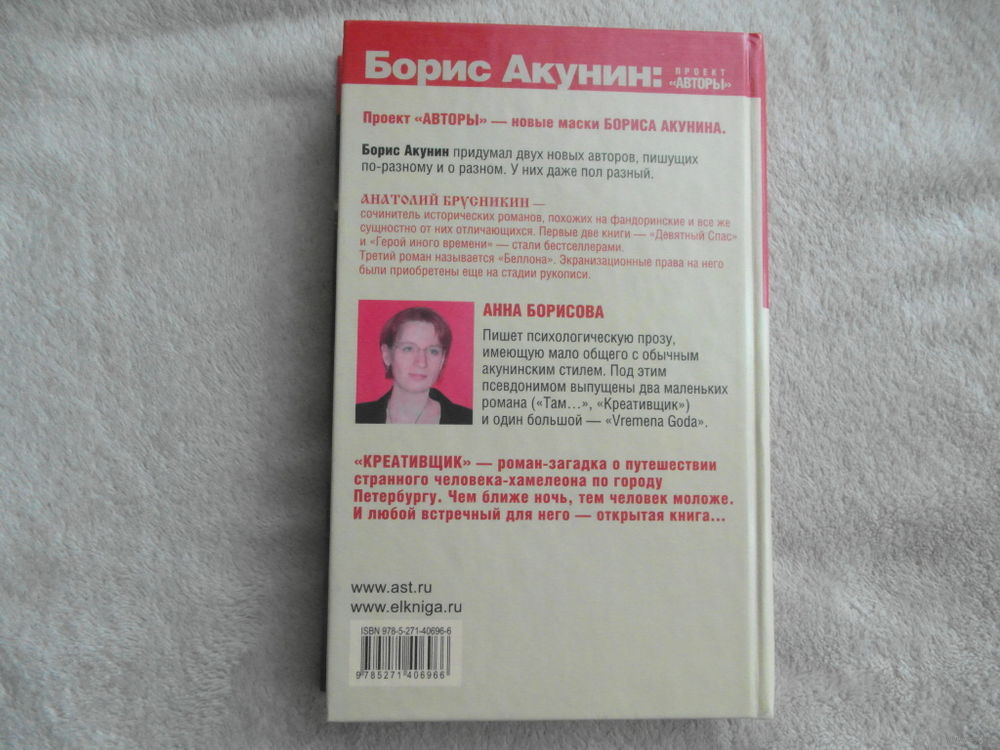 Борис Акунин:
ПРОЕКТ
«АВТОРЫ»
Проект «АВТОРЫ» — новые маски БОРИСА АКУНИНА.
Борис Акунин придумал двух новых авторов, пишущих
по-разному и о разном. У них даже пол разный.
АНАТОЛИЙ БРУСНИКИН —
сочинитель исторических романов, похожих на фандоринские и все же
сущностно от них отличающихся. Первые две книги — «Девятный Спас»
и «Герой иного времени» — стали бестселлерами.
Третий роман называется «Беллона». Экранизационные права на него
были приобретены еще на стадии рукописи.
АННА БОРИСОВА
Пишет психологическую прозу,
имеющую мало общего с обычным
акунинским стилем. Под этим
псевдонимом выпущены два маленьких
романа («Там…», «Креативщик»)
и один большой — «Vremena Goda».
«КРЕАТИВЩИК» — роман-загадка о путешествии
странного человека-хамелеона по городу
Петербургу. Чем ближе ночь, тем человек моложе.
И любой встречный для него — открытая книга…
www.ast.ru
www.elkniga.ru
ISBN 978-5-271-40696-6
9 785271 406966